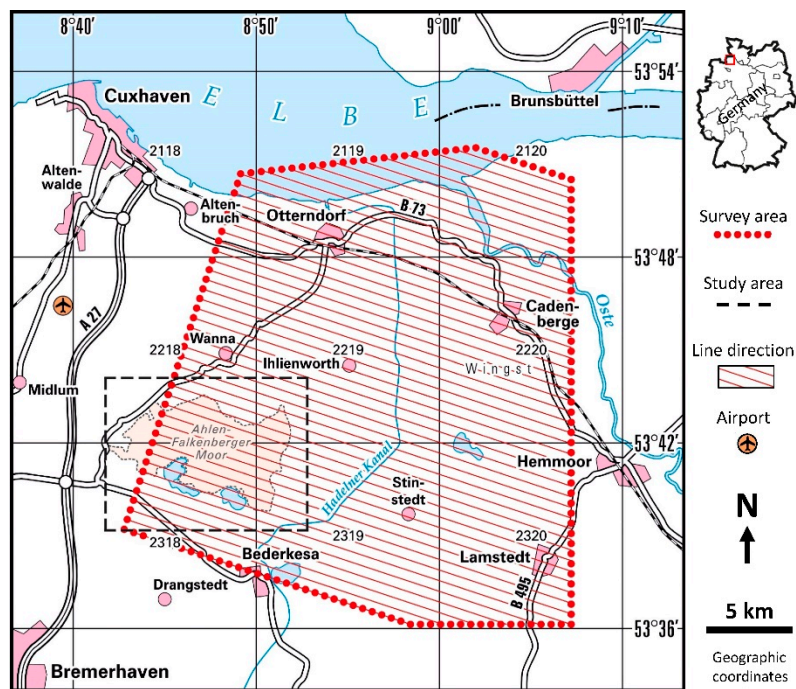 8°40'
8°50'
9°00'
9°10'
53°54'
Cuxhaven
E L B E
Brunsbüttel
Germany
2118
2119
2120
Alten-
walde
Alten-
bruch
Otterndorf
B 73
Survey area
53°48'
Study area
A 27
Oste
Caden-
berge
Line direction
Wanna
2218
2219
2220
Ihlienworth
Wingst
Midlum
Airport
Ahlen-
Falkenberger
Moor
53°42'
Hemmoor
Hadelner Kanal
Stin-
stedt
N
2318
2319
2320
Bederkesa
Lamstedt
Drangstedt
B 495
5 km
53°36'
Geographic
coordinates
Bremerhaven